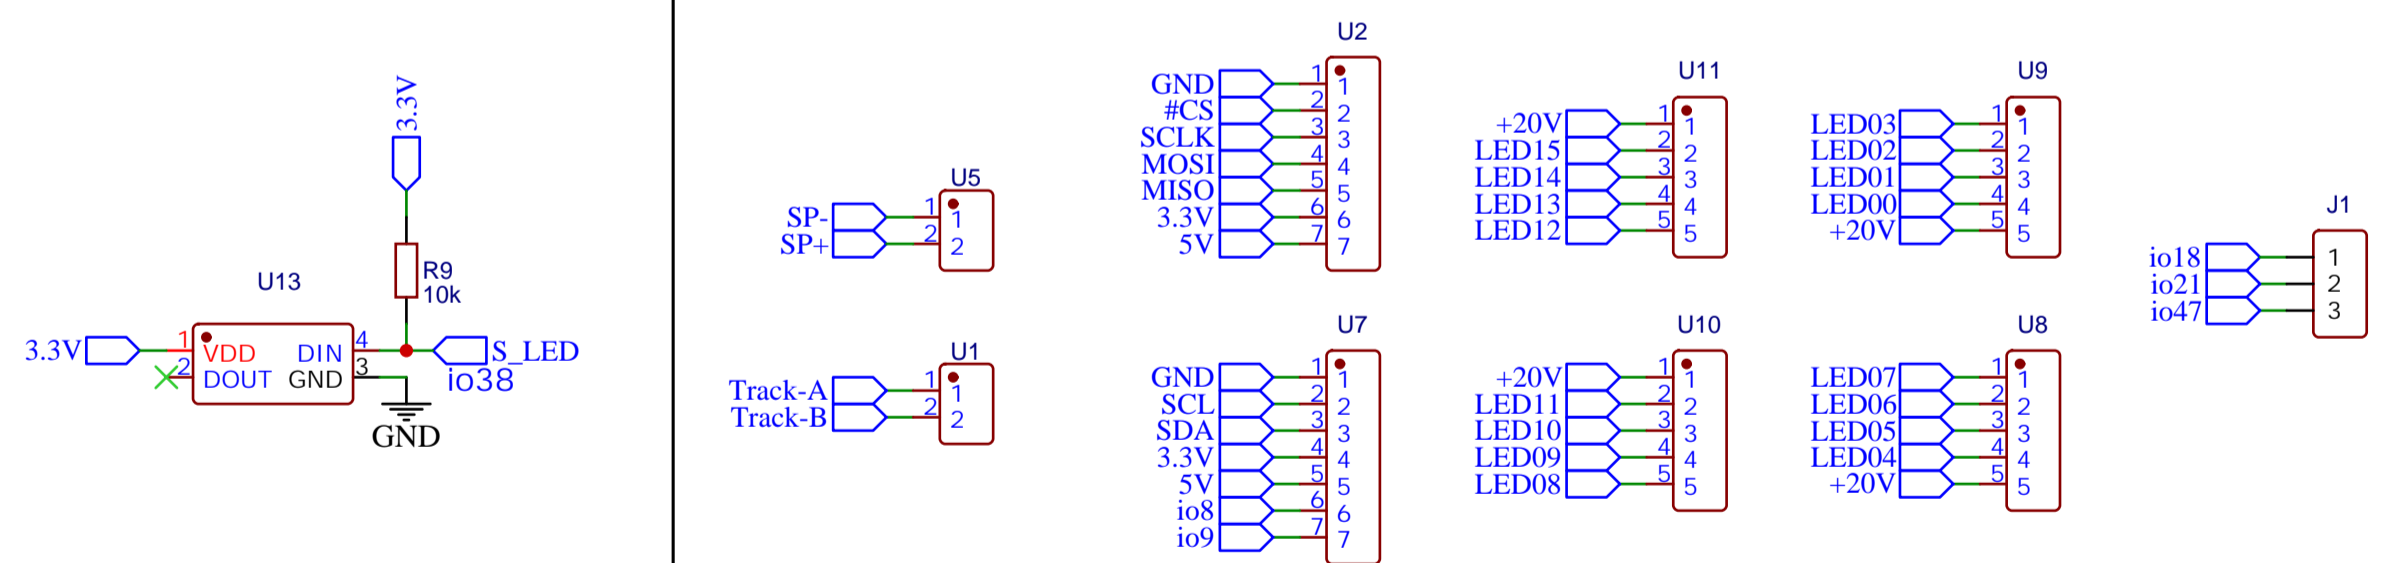 3.3V
R9
10k
U13
3.3V
1 VDD DIN 4
2 DOUT GND 3
S_LED
io38
GND
U5
SP- 1 1
SP+ 2 2
U1
Track-A 1 1
Track-B 2 2
U2
GND 1 1
#CS 2 2
SCLK 3 3
MOSI 4 4
MISO 5 5
3.3V 6 6
5V 7 7
U7
GND 1 1
SCL 2 2
SDA 3 3
3.3V 4 4
5V 5 5
io8 6 6
io9 7 7
U11
+20V 1 1
LED15 2 2
LED14 3 3
LED13 4 4
LED12 5 5
U10
+20V 1 1
LED11 2 2
LED10 3 3
LED09 4 4
LED08 5 5
U9
LED03 1 1
LED02 2 2
LED01 3 3
LED00 4 4
+20V 5 5
U8
LED07 1 1
LED06 2 2
LED05 3 3
LED04 4 4
+20V 5 5
J1
io18 1
io21 2
io47 3